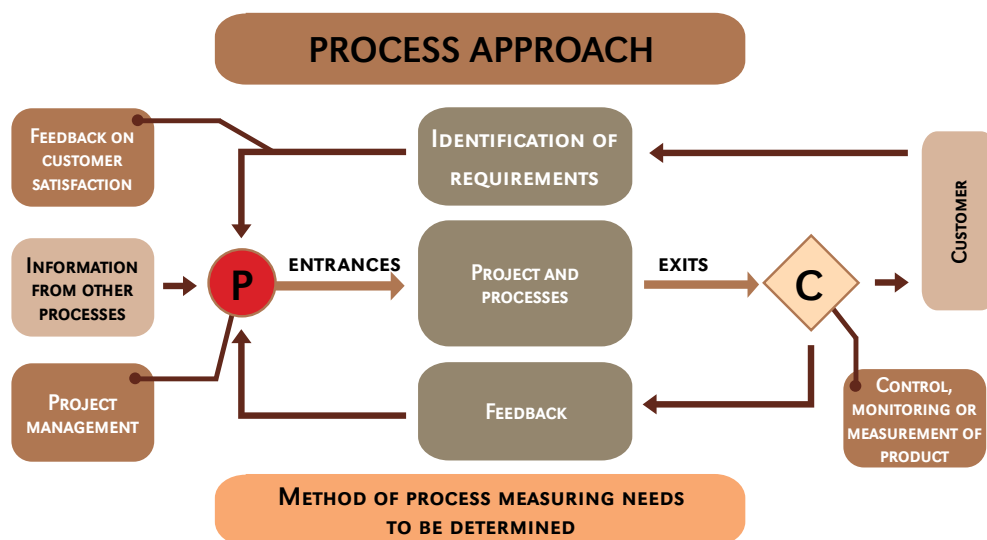 PROCESS APPROACH
FEEDBACK ON
CUSTOMER
SATISFACTION
IDENTIFICATION OF
REQUIREMENTS
CUSTOMER
INFORMATION
FROM OTHER
PROCESSES
P
ENTRANCES
PROJECT AND
PROCESSES
EXITS
C
PROJECT
MANAGEMENT
FEEDBACK
CONTROL,
MONITORING OR
MEASUREMENT OF
PRODUCT
METHOD OF PROCESS MEASURING NEEDS
TO BE DETERMINED